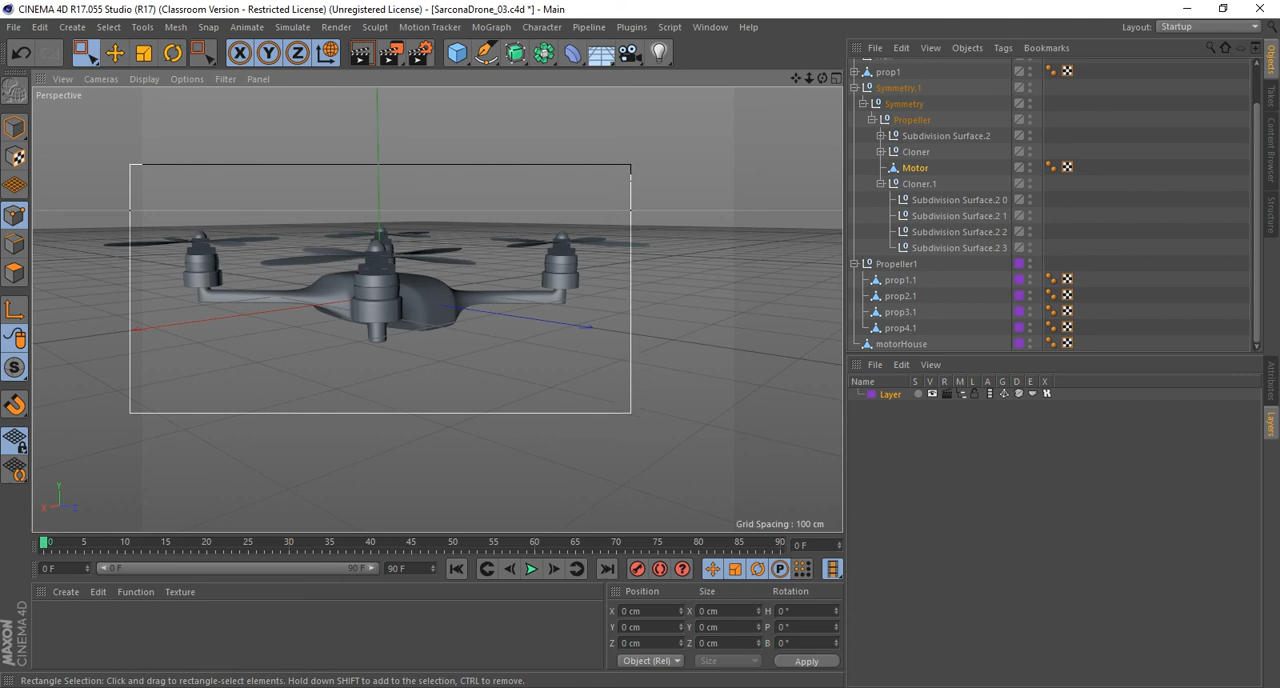 CINEMA 4D R17.055 Studio (R17) (Classroom Version - Restricted License) (Unregistered License) - [SarconaDrone_03.c4d *] - Main
File Edit Create Select Tools Mesh Snap Animate Simulate Render Sculpt Motion Tracker MoGraph Character Pipeline Plugins Script Window Help
Layout: Startup
File Edit View Objects Tags Bookmarks
View Cameras Display Options Filter Panel
Perspective
prop1
Symmetry.1
Symmetry
Propeller
Subdivision Surface.2
Cloner
Motor
Cloner.1
Subdivision Surface.2 0
Subdivision Surface.2 1
Subdivision Surface.2 2
Subdivision Surface.2 3
Propeller1
prop1.1
prop2.1
prop3.1
prop4.1
motorHouse
Objects
Takes
Content Browser
Structure
File Edit View
Name S V R M L A G D E X
Layer
Attributes
Layers
Y
X Z
Grid Spacing : 100 cm
0 5 10 15 20 25 30 35 40 45 50 55 60 65 70 75 80 85 90
0 F
0 F 0 F 90 F 90 F
Create Edit Function Texture
Position Size Rotation
X 0 cm X 0 cm H 0 °
Y 0 cm Y 0 cm P 0 °
Z 0 cm Z 0 cm B 0 °
Object (Rel) Size Apply
MAXON
CINEMA 4D
Rectangle Selection: Click and drag to rectangle-select elements. Hold down SHIFT to add to the selection, CTRL to remove.